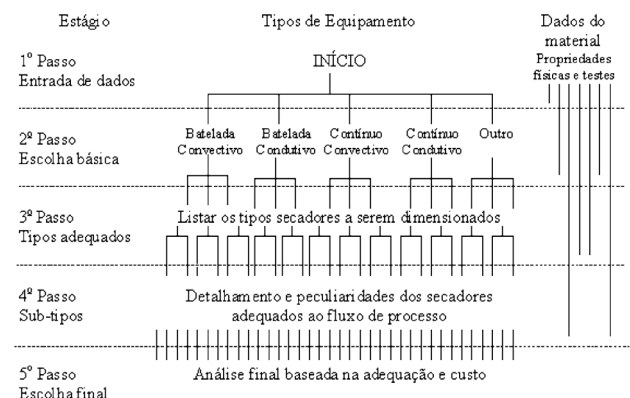 Estágio
Tipos de Equipamento
Dados do
material
Propriedades
físicas e testes
1º Passo
Entrada de dados
INÍCIO
2º Passo
Escolha básica
Batelada
Convectivo
Batelada
Condutivo
Contínuo
Convectivo
Contínuo
Condutivo
Outro
3º Passo
Tipos adequados
Listar os tipos secadores a serem dimensionados
4º Passo
Sub-tipos
Detalhamento e peculiaridades dos secadores
adequados ao fluxo de processo
5º Passo
Escolha final
Análise final baseada na adequação e custo